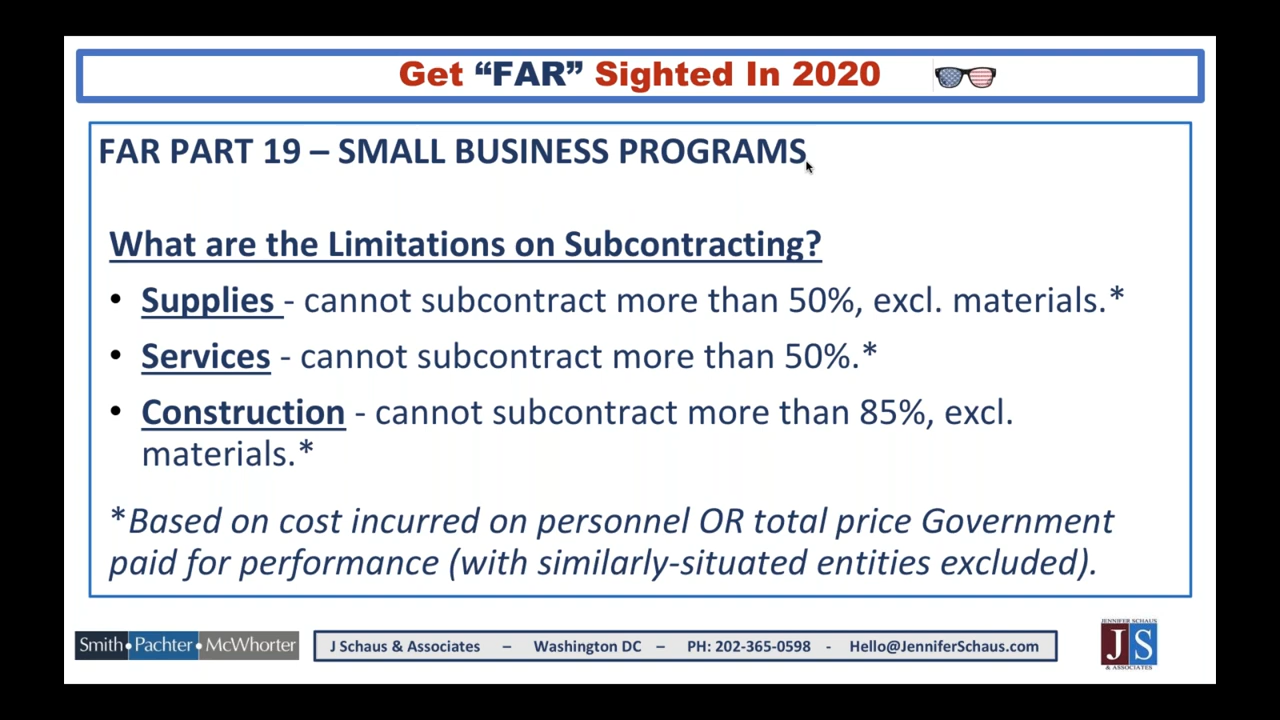 Get “FAR” Sighted In 2020
FAR PART 19 – SMALL BUSINESS PROGRAMS
What are the Limitations on Subcontracting?
• Supplies - cannot subcontract more than 50%, excl. materials.*
• Services - cannot subcontract more than 50%.*
• Construction - cannot subcontract more than 85%, excl.
materials.*
*Based on cost incurred on personnel OR total price Government
paid for performance (with similarly-situated entities excluded).
Smith • Pachter • McWhorter
J Schaus & Associates – Washington DC – PH: 202-365-0598 - Hello@JenniferSchaus.com
JENNIFER SCHAUS
JS
& ASSOCIATES